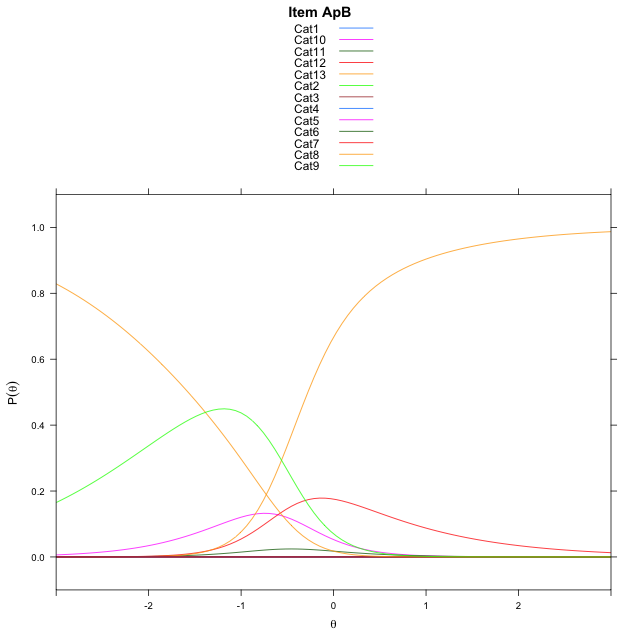 Item ApB
Cat1
Cat10
Cat11
Cat12
Cat13
Cat2
Cat3
Cat4
Cat5
Cat6
Cat7
Cat8
Cat9
1.0
0.8
0.6
0.4
0.2
0.0
P(θ)
-2 -1 0 1 2
θ